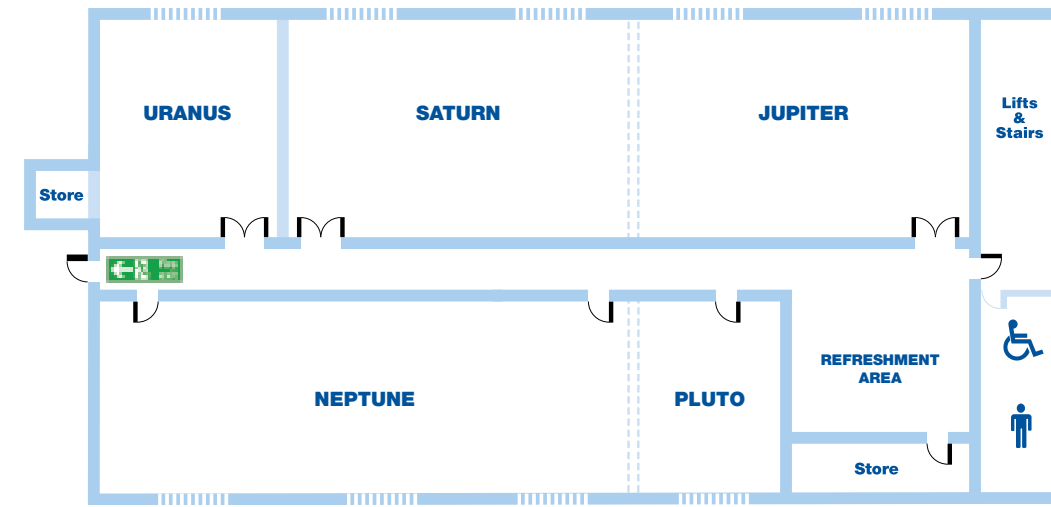 URANUS
SATURN
JUPITER
Lifts
&
Stairs
Store
REFRESHMENT
AREA
NEPTUNE
PLUTO
Store